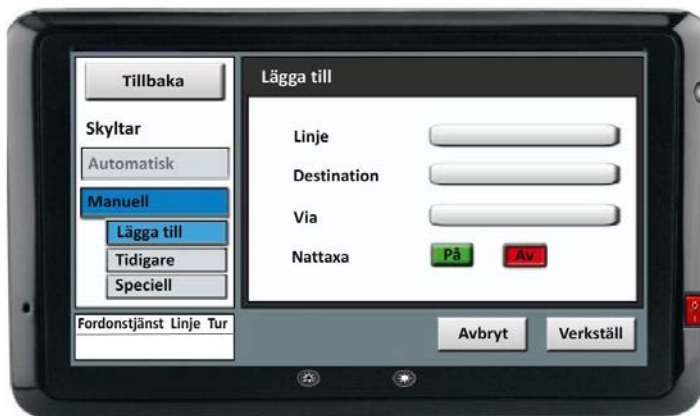 Tillbaka
Skyltar
Automatisk
Manuell
Lägga till
Tidigare
Speciell
Fordonstjänst Linje Tur
Lägga till
Linje
Destination
Via
Nattaxa
På
Av
Avbryt
Verkställ